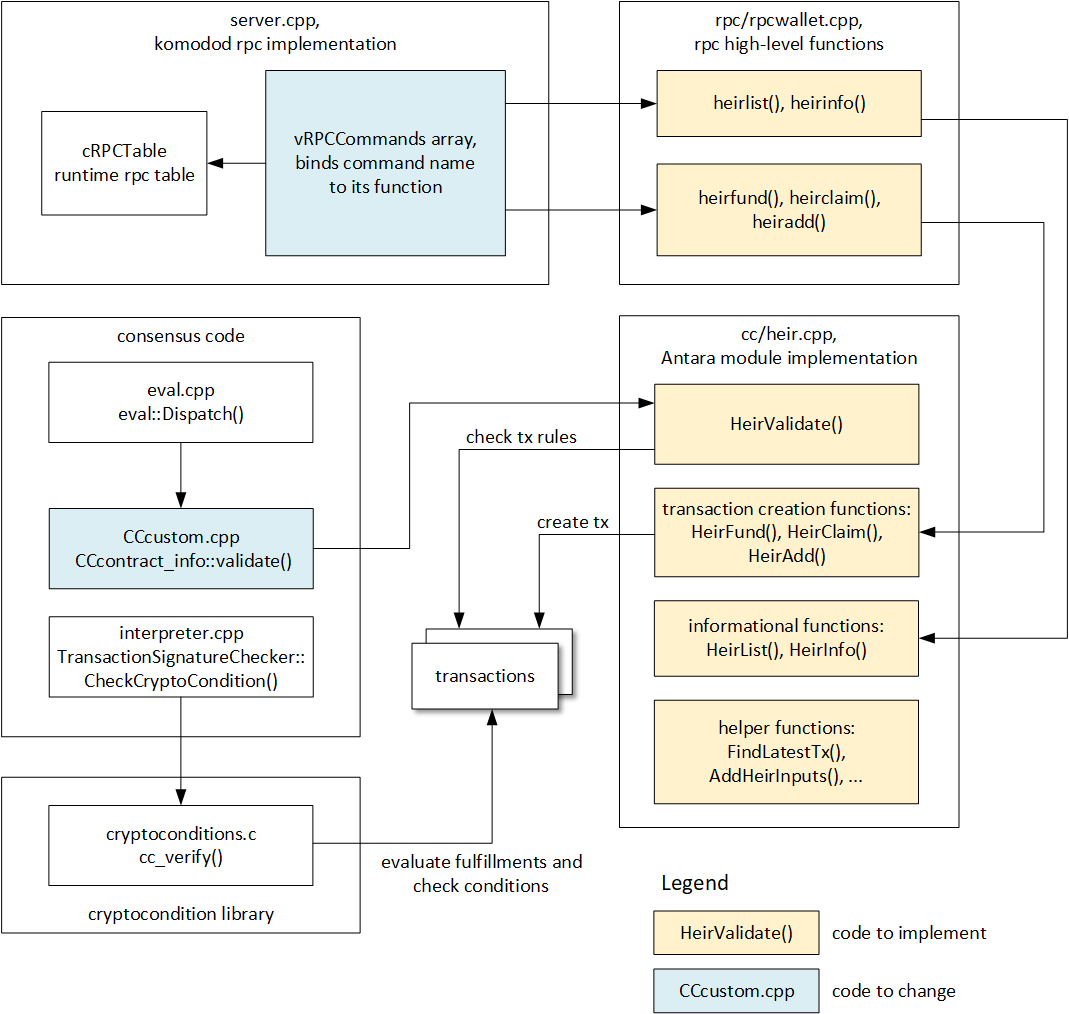 server.cpp,
komodod rpc implementation
cRPCTable
runtime rpc table
vRPCCommands array,
binds command name
to its function
rpc/rpcwallet.cpp,
rpc high-level functions
heirlist(), heirinfo()
heirfund(), heirclaim(),
heiradd()
consensus code
eval.cpp
eval::Dispatch()
CCcustom.cpp
CCcontract_info::validate()
interpreter.cpp
TransactionSignatureChecker::
CheckCryptoCondition()
cryptoconditions.c
cc_verify()
cryptocondition library
check tx rules
create tx
transactions
evaluate fulfillments and
check conditions
cc/heir.cpp,
Antara module implementation
HeirValidate()
transaction creation functions:
HeirFund(), HeirClaim(),
HeirAdd()
informational functions:
HeirList(), HeirInfo()
helper functions:
FindLatestTx(),
AddHeirInputs(), ...
Legend
HeirValidate()
code to implement
CCcustom.cpp
code to change